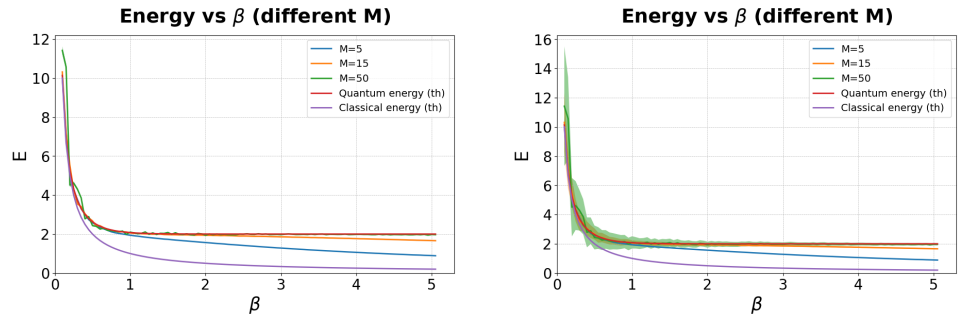 Energy vs β (different M)
12
10
8
6
4
2
0
E
0
1
2
3
4
5
β
M=5
M=15
M=50
Quantum energy (th)
Classical energy (th)
Energy vs β (different M)
16
14
12
10
8
6
4
2
0
E
0
1
2
3
4
5
β
M=5
M=15
M=50
Quantum energy (th)
Classical energy (th)